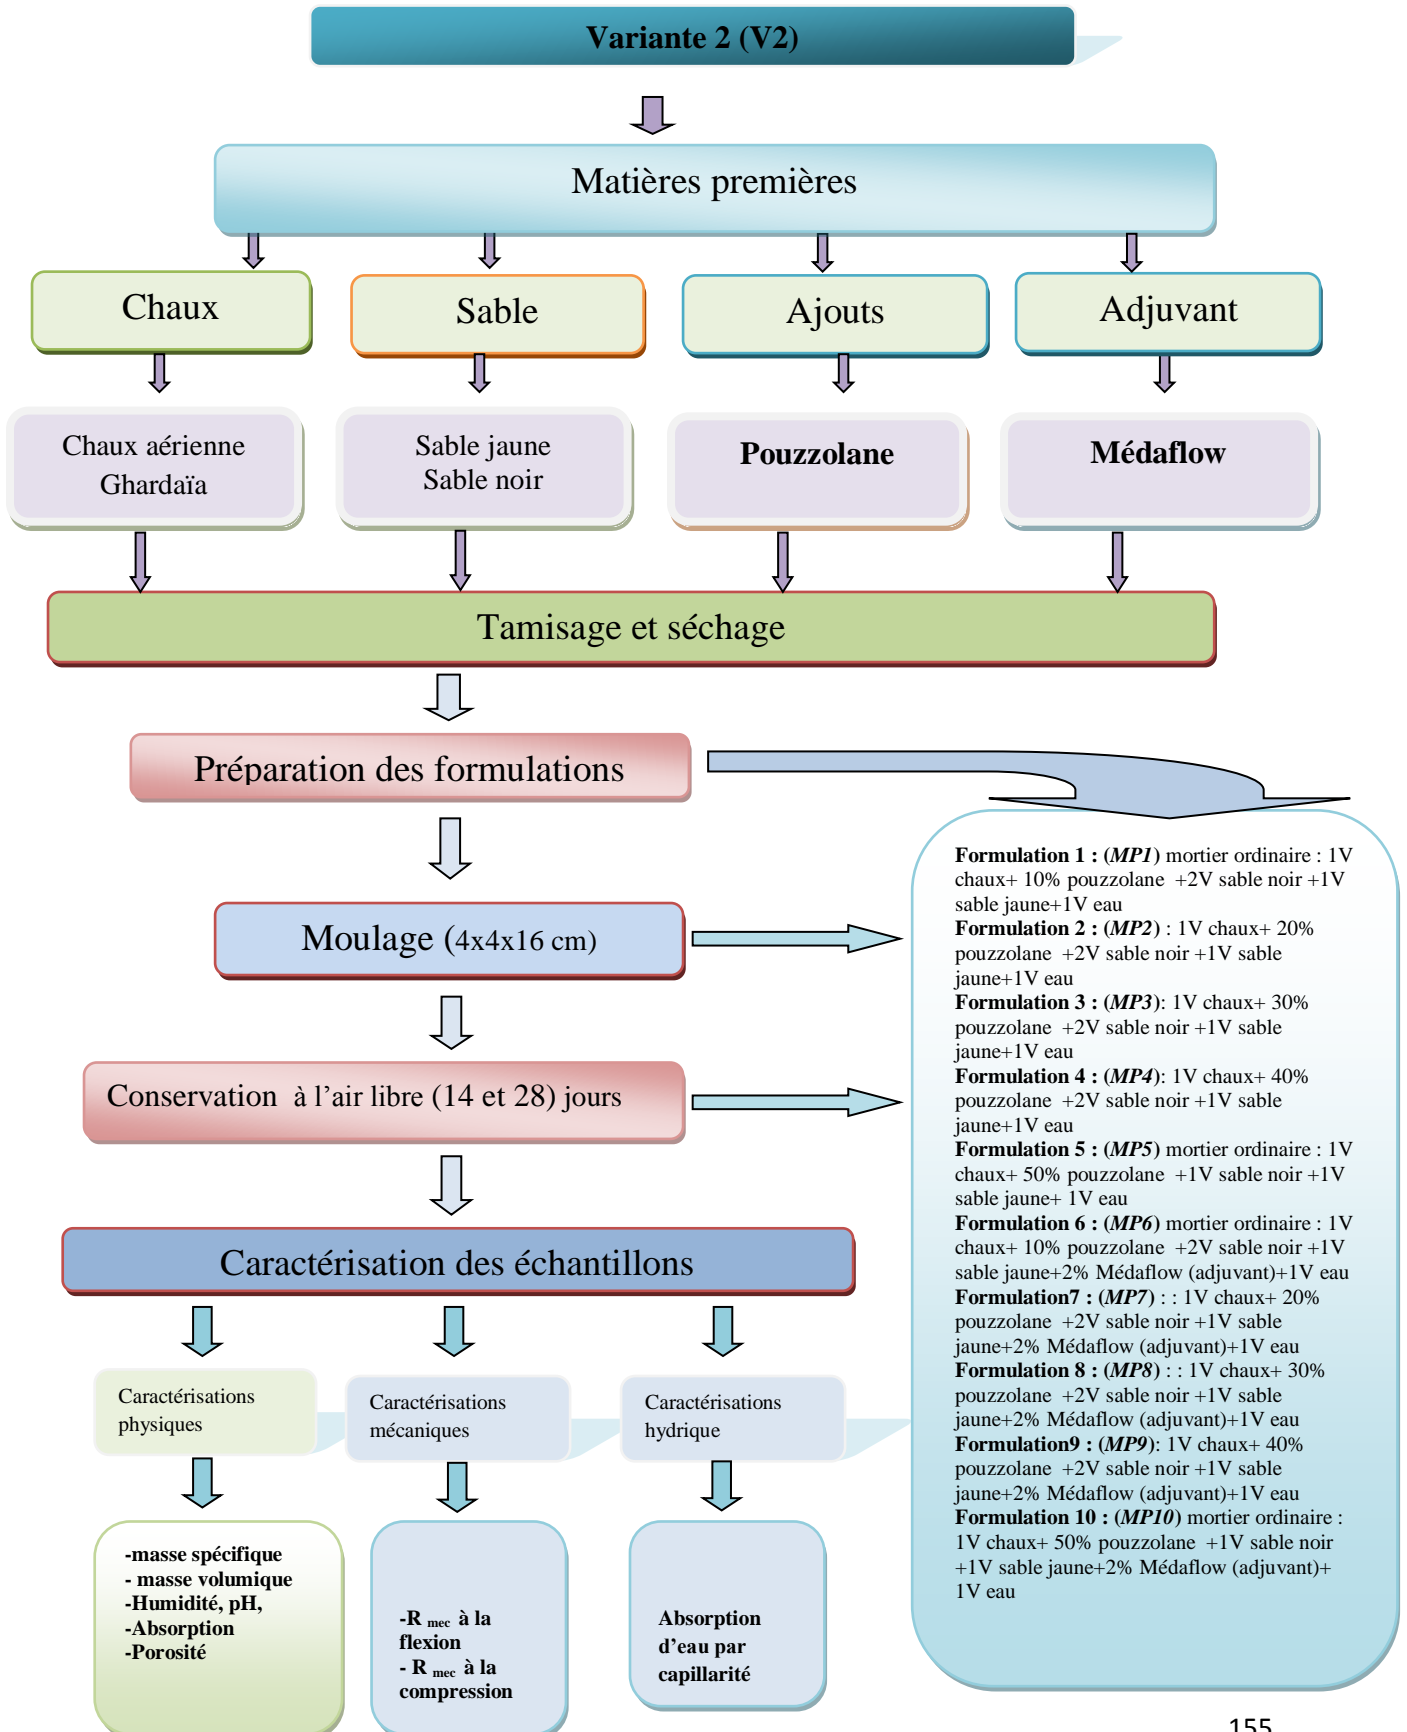 Variante 2 (V2)
Matières premières
Chaux
Sable
Ajouts
Adjuvant
Chaux aérienne
Ghardaïa
Sable jaune
Sable noir
Pouzzolane
Médaflow
Tamisage et séchage
Préparation des formulations
Moulage (4x4x16 cm)
Conservation à l’air libre (14 et 28) jours
Caractérisation des échantillons
Caractérisations
physiques
Caractérisations
mécaniques
Caractérisations
hydrique
-masse spécifique
- masse volumique
-Humidité, pH,
-Absorption
-Porosité
-R mec à la
flexion
- R mec à la
compression
Absorption
d’eau par
capillarité
Formulation 1 : (MP1) mortier ordinaire : 1V
chaux+ 10% pouzzolane +2V sable noir +1V
sable jaune+1V eau
Formulation 2 : (MP2) : 1V chaux+ 20%
pouzzolane +2V sable noir +1V sable
jaune+1V eau
Formulation 3 : (MP3): 1V chaux+ 30%
pouzzolane +2V sable noir +1V sable
jaune+1V eau
Formulation 4 : (MP4): 1V chaux+ 40%
pouzzolane +2V sable noir +1V sable
jaune+1V eau
Formulation 5 : (MP5) mortier ordinaire : 1V
chaux+ 50% pouzzolane +1V sable noir +1V
sable jaune+ 1V eau
Formulation 6 : (MP6) mortier ordinaire : 1V
chaux+ 10% pouzzolane +2V sable noir +1V
sable jaune+2% Médaflow (adjuvant)+1V eau
Formulation7 : (MP7) : : 1V chaux+ 20%
pouzzolane +2V sable noir +1V sable
jaune+2% Médaflow (adjuvant)+1V eau
Formulation 8 : (MP8) : : 1V chaux+ 30%
pouzzolane +2V sable noir +1V sable
jaune+2% Médaflow (adjuvant)+1V eau
Formulation9 : (MP9): 1V chaux+ 40%
pouzzolane +2V sable noir +1V sable
jaune+2% Médaflow (adjuvant)+1V eau
Formulation 10 : (MP10) mortier ordinaire :
1V chaux+ 50% pouzzolane +1V sable noir
+1V sable jaune+2% Médaflow (adjuvant)+
1V eau
155